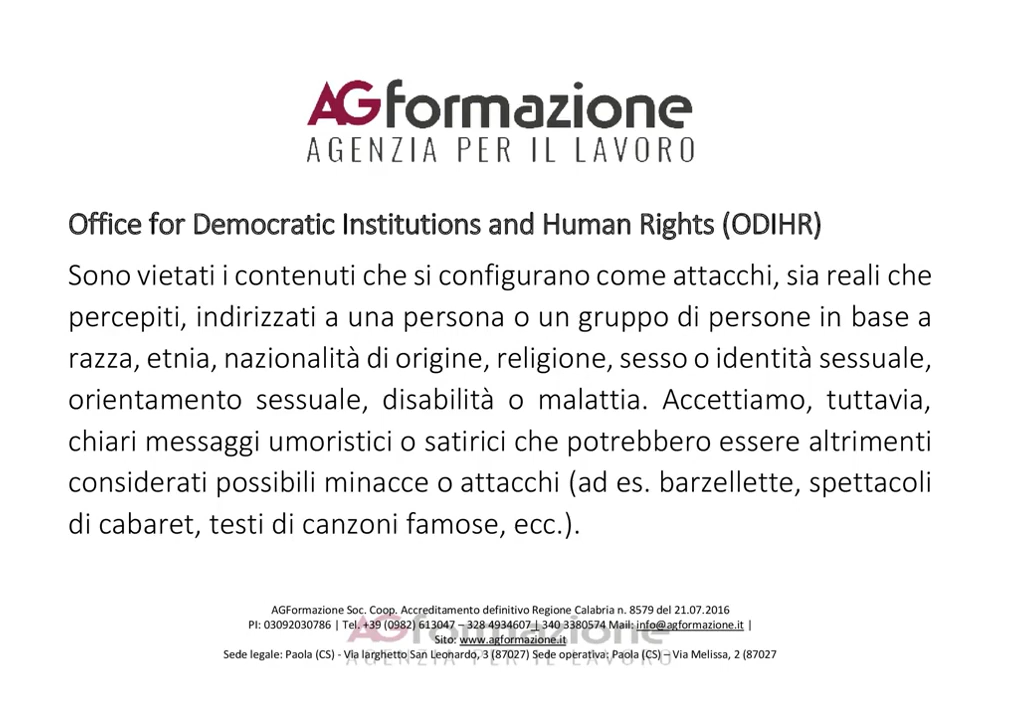 AGformazione
AGENZIA PER IL LAVORO
Office for Democratic Institutions and Human Rights (ODIHR)
Sono vietati i contenuti che si configurano come attacchi, sia reali che
percepiti, indirizzati a una persona o un gruppo di persone in base a
razza, etnia, nazionalità di origine, religione, sesso o identità sessuale,
orientamento sessuale, disabilità o malattia. Accettiamo, tuttavia,
chiari messaggi umoristici o satirici che potrebbero essere altrimenti
considerati possibili minacce o attacchi (ad es. barzellette, spettacoli
di cabaret, testi di canzoni famose, ecc.).
AGFormazione Soc. Coop. Accreditamento definitivo Regione Calabria n. 8579 del 21.07.2016
PI: 03092030786 | Tel. +39 (0982) 613047 – 328 4934607 | 340 3380574 Mail: info@agformazione.it |
Sito: www.agformazione.it
Sede legale: Paola (CS) - Via larghetto San Leonardo, 3 (87027) Sede operativa: Paola (CS) – Via Melissa, 2 (87027
AGformazione
AGENZIA PER IL LAVORO